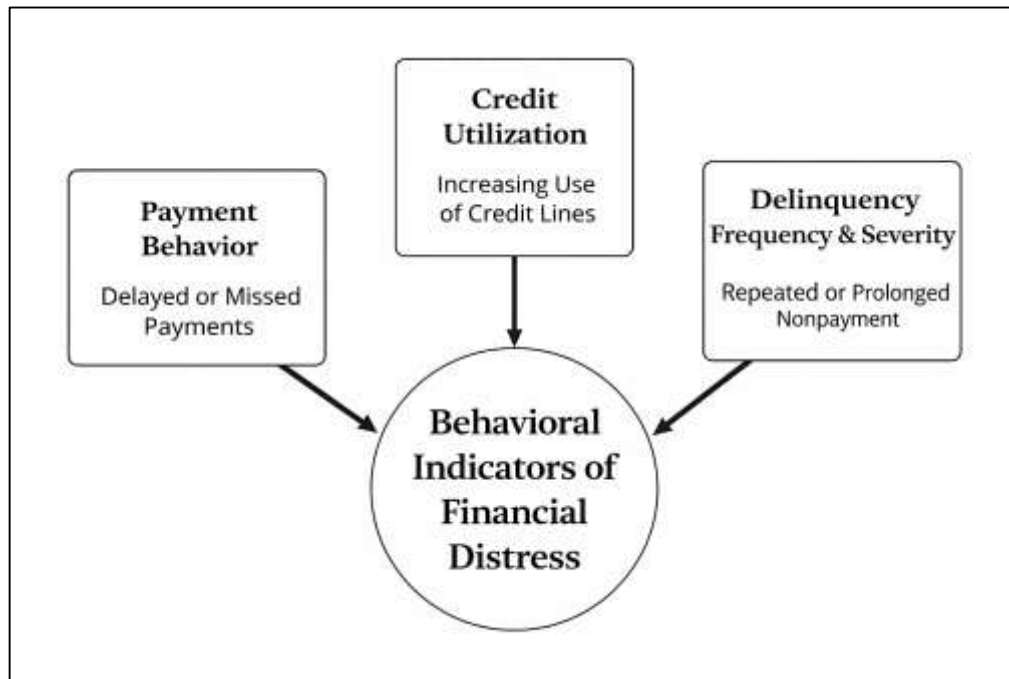 Credit
Utilization
Increasing Use
of Credit Lines
Payment
Behavior
Delayed or Missed
Payments
Delinquency
Frequency & Severity
Repeated or Prolonged
Nonpayment
Behavioral
Indicators of
Financial
Distress